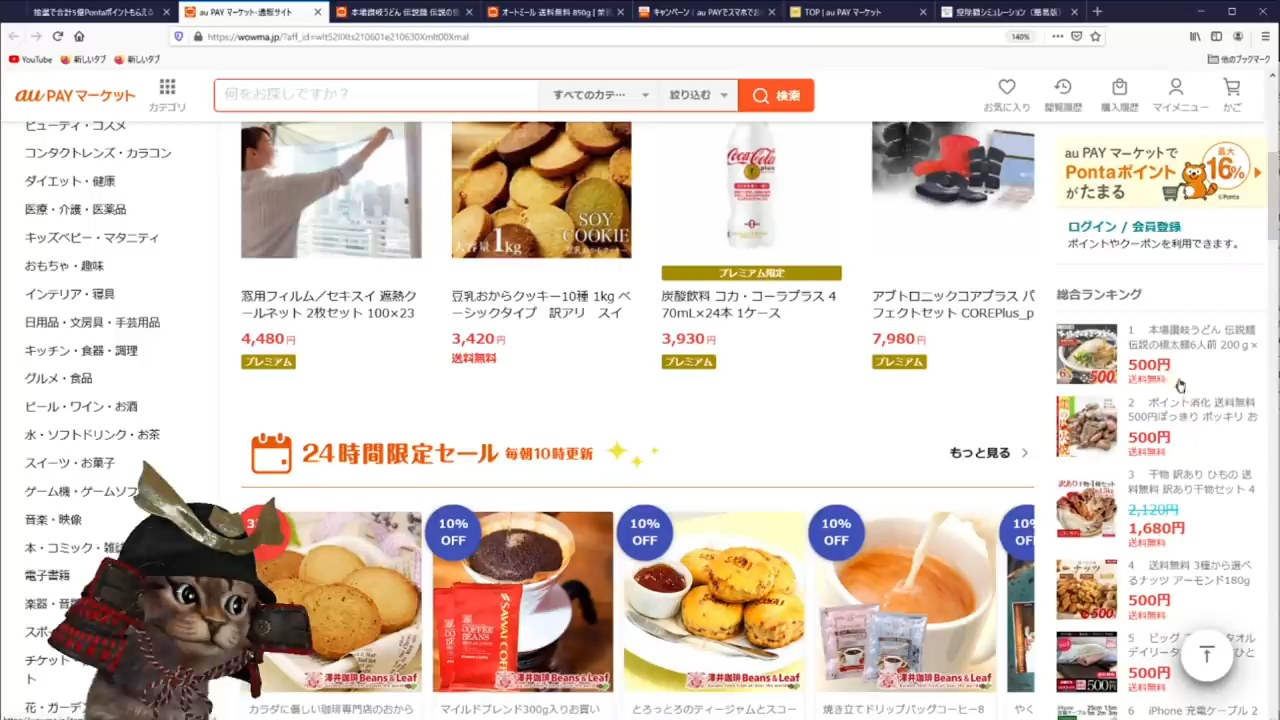 抽選で合計5億Pontaポイントもらえる
au PAY マーケット-通販サイト
本場讃岐うどん 伝説麺 伝説の
オートミール 送料無料 850g
キャンペーン | au PAYでスマホでお
TOP | au PAY マーケット
控除額シミュレーション（簡易版）
https://wowma.jp/?aff_id=wIt52IIXts210601e210630XmIt00Xmal
140%
YouTube
新しいタブ
新しいタブ
他のブックマーク
au PAY マーケット
カテゴリ
何をお探しですか？
すべてのカテ…
絞り込む
検索
お気に入り
閲覧履歴
購入履歴
マイメニュー
かご
ビューティ・コスメ
コンタクトレンズ・カラコン
ダイエット・健康
医療・介護・医薬品
キッズベビー・マタニティ
おもちゃ・趣味
インテリア・寝具
日用品・文房具・手芸用品
キッチン・食器・調理
グルメ・食品
ビール・ワイン・お酒
水・ソフトドリンク・お茶
スイーツ・お菓子
ゲーム機・ゲームソフ
音楽・映像
本・コミック・雑誌
電子書籍
楽器・音
スポ
チケット
ト
花・ガーデ
大容量 1kg
SOY
COOKIE
Coca-Cola
plus
プレミアム限定
窓用フィルム／セキスイ 遮熱ク
ールネット 2枚セット 100×23
4,480円
プレミアム
豆乳おからクッキー10種 1kg ベ
ーシックタイプ 訳アリ スイ
3,420円
送料無料
炭酸飲料 コカ・コーラプラス 4
70mL×24本 1ケース
3,930円
プレミアム
アブトロニックコアプラス パ
フェクトセット COREPlus_p
7,980円
プレミアム
24時間限定セール 毎朝10時更新
もっと見る
10%
OFF
10%
OFF
10%
OFF
SAWAI COF
COFFEE
BEANS
澤井珈琲 Beans & Leaf
澤井珈琲 Beans & Leaf
澤井珈琲 Beans & Leaf
澤井珈琲 Beans & Leaf
カラダに優しい珈琲専門店のおから
マイルドブレンド300g入りお買い
とろっとろのティージャムとスコー
焼き立てドリップバッグコーヒー8
やく
au PAY マーケットで
Pontaポイント
がたまる
最大
16%
©Ponta
ログイン / 会員登録
ポイントやクーポンを利用できます。
総合ランキング
1 本場讃岐うどん 伝説麺
伝説の極太麺6人前 200ｇ×
500円
送料無料
2 ポイント消化 送料無料
500円ぽっきり ポッキリ お
500円
送料無料
3 干物 訳あり ひもの 送
料無料 訳あり干物セット 4
2,120円
1,680円
送料無料
4 送料無料 3種から選べ
るナッツ アーモンド180g
500円
送料無料
5 ビッグ タオル
デイリータ ひと
500円
送料無料
6 iPhone 充電ケーブル 2